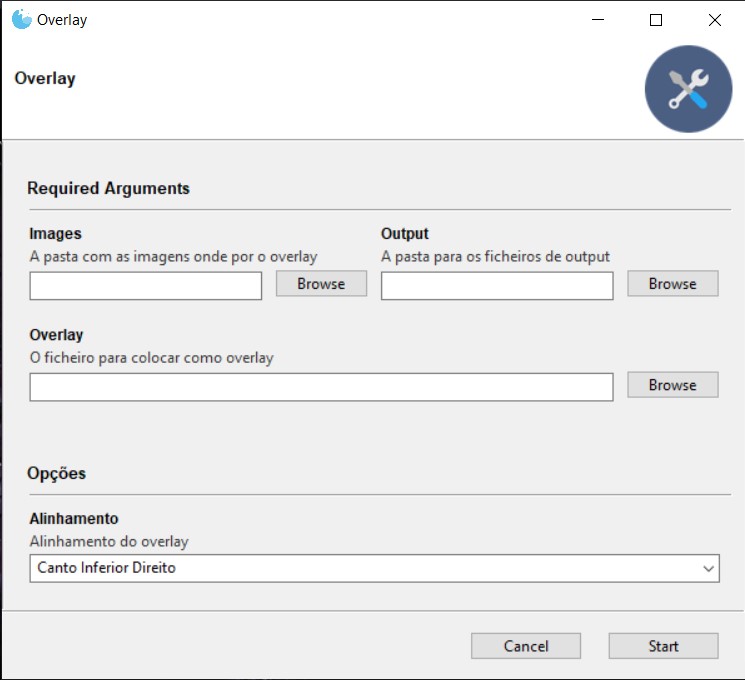 Overlay
Overlay
Required Arguments
Images
A pasta com as imagens onde por o overlay
Browse
Output
A pasta para os ficheiros de output
Browse
Overlay
O ficheiro para colocar como overlay
Browse
Opções
Alinhamento
Alinhamento do overlay
Canto Inferior Direito
Cancel
Start